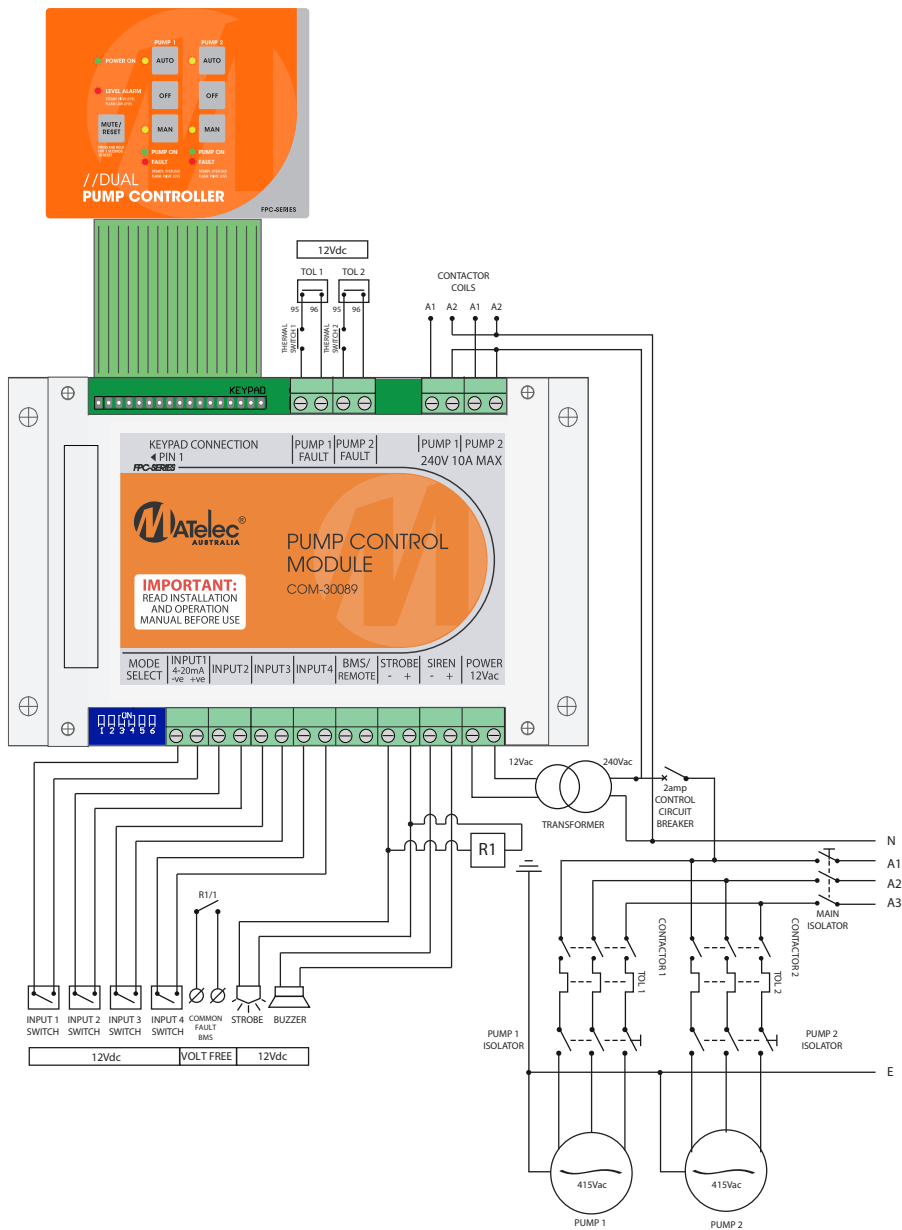 PUMP 1 PUMP 2
POWER ON AUTO AUTO
LEVEL ALARM
OFF OFF
MUTE/
RESET
MAN MAN
PUMP ON PUMP ON
FAULT FAULT
//DUAL
PUMP CONTROLLER
FPC-SERIES
12Vdc
TOL 1 TOL 2
95 96 95 96
THERMAL
SWITCH 1
THERMAL
SWITCH 2
CONTACTOR
COILS
A1 A2 A1 A2
KEYPAD
KEYPAD CONNECTION
PIN 1
FPC-SERIES
PUMP 1
FAULT
PUMP 2
FAULT
PUMP 1 PUMP 2
240V 10A MAX
MATelec®
AUSTRALIA
PUMP CONTROL
MODULE
COM-30089
IMPORTANT:
READ INSTALLATION
AND OPERATION
MANUAL BEFORE USE
MODE
SELECT
INPUT1
4-20mA
-ve +ve
INPUT2
INPUT3
INPUT4
BMS/
REMOTE
STROBE
- +
SIREN
- +
POWER
12Vac
ON
1 2 3 4 5 6
12Vac 240Vac
TRANSFORMER
2amp
CONTROL
CIRCUIT
BREAKER
N
A1
A2
A3
MAIN
ISOLATOR
R1
R1/1
CONTACTOR 1
CONTACTOR 2
TOL 1
TOL 2
INPUT 1
SWITCH
INPUT 2
SWITCH
INPUT 3
SWITCH
INPUT 4
SWITCH
COMMON
FAULT
BMS
STROBE
BUZZER
12Vdc
VOLT FREE
12Vdc
PUMP 1
ISOLATOR
PUMP 2
ISOLATOR
E
415Vac
415Vac
PUMP 1
PUMP 2